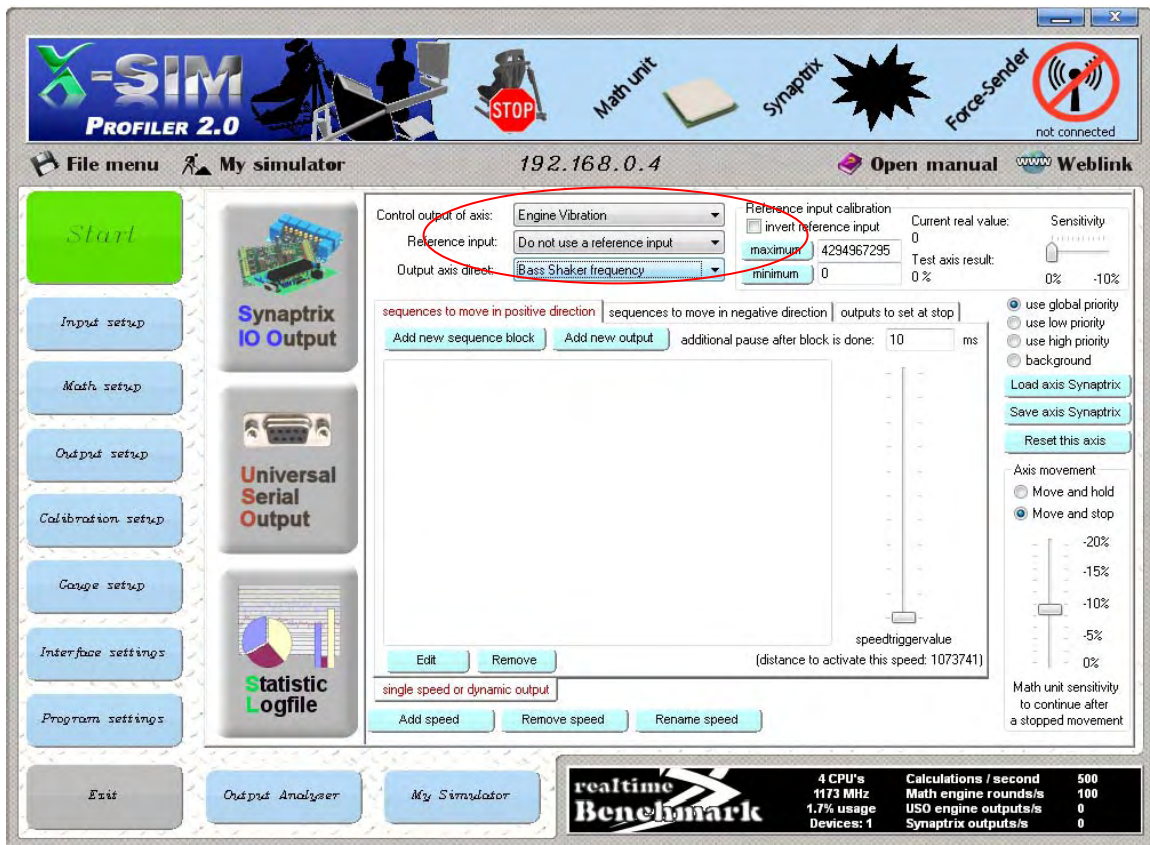 X-SIM
PROFILER 2.0
STOP
Math unit
Synaptrix
Force-Sender
not connected
File menu
My simulator
192.168.0.4
Open manual
www
Weblink
Start
Input setup
Math setup
Output setup
Calibration setup
Gauge setup
Interface settings
Program settings
Exit
Synaptrix
IO Output
Universal
Serial
Output
Statistic
Logfile
Control output of axis:
Engine Vibration
Reference input:
Do not use a reference input
Output axis direct:
Bass Shaker frequency
Reference input calibration
invert reference input
maximum
4294967295
minimum
0
Current real value:
0
Test axis result:
0 %
Sensitivity
0%
-10%
sequences to move in positive direction
sequences to move in negative direction
outputs to set at stop
Add new sequence block
Add new output
additional pause after block is done:
10
ms
speedtriggervalue
(distance to activate this speed: 1073741)
Edit
Remove
single speed or dynamic output
Add speed
Remove speed
Rename speed
use global priority
use low priority
use high priority
background
Load axis Synaptrix
Save axis Synaptrix
Reset this axis
Axis movement
Move and hold
Move and stop
-20%
-15%
-10%
-5%
0%
Math unit sensitivity
to continue after
a stopped movement
Output Analyser
My Simulator
realtime
Benchmark
4 CPU's
1173 MHz
1.7% usage
Devices: 1
Calculations / second 500
Math engine rounds/s 100
USO engine outputs/s 0
Synaptrix outputs/s 0